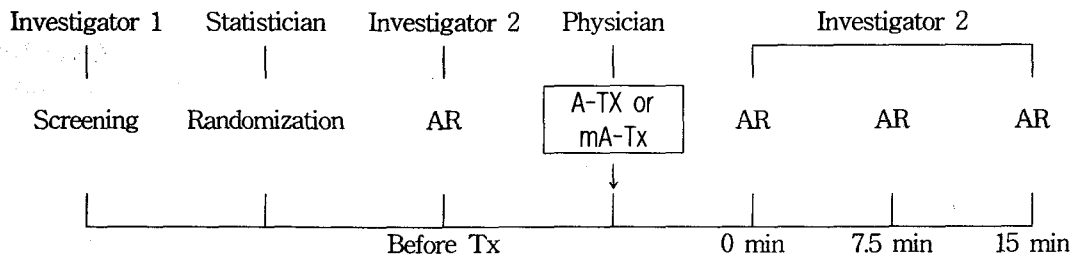 Investigator 1 Statistician Investigator 2 Physician Investigator 2
Screening Randomization AR A-TX or mA-Tx AR AR AR
Before Tx 0 min 7.5 min 15 min